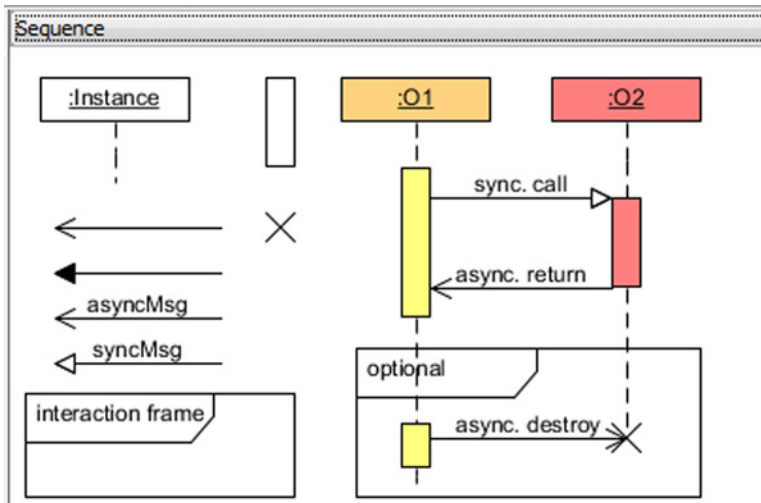 Sequence
:Instance
:O1
:O2
sync. call
async. return
asyncMsg
syncMsg
optional
interaction frame
async. destroy